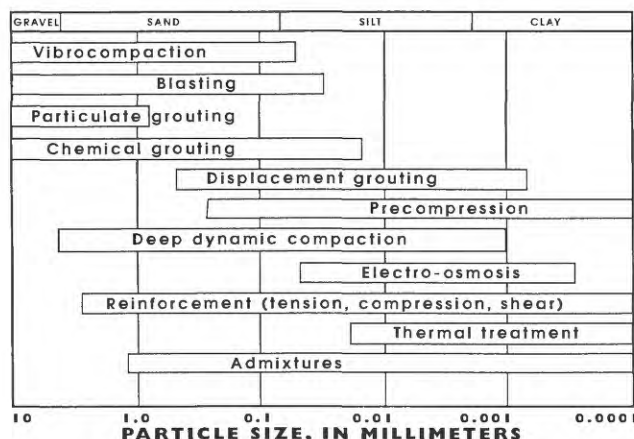 GRAVEL SAND SILT CLAY
Vibrocompaction
Blasting
Particulate grouting
Chemical grouting
Displacement grouting
Precompression
Deep dynamic compaction
Electro-osmosis
Reinforcement (tension, compression, shear)
Thermal treatment
Admixtures
10 1.0 0.1 0.01 0.001 0.0001
PARTICLE SIZE, IN MILLIMETERS